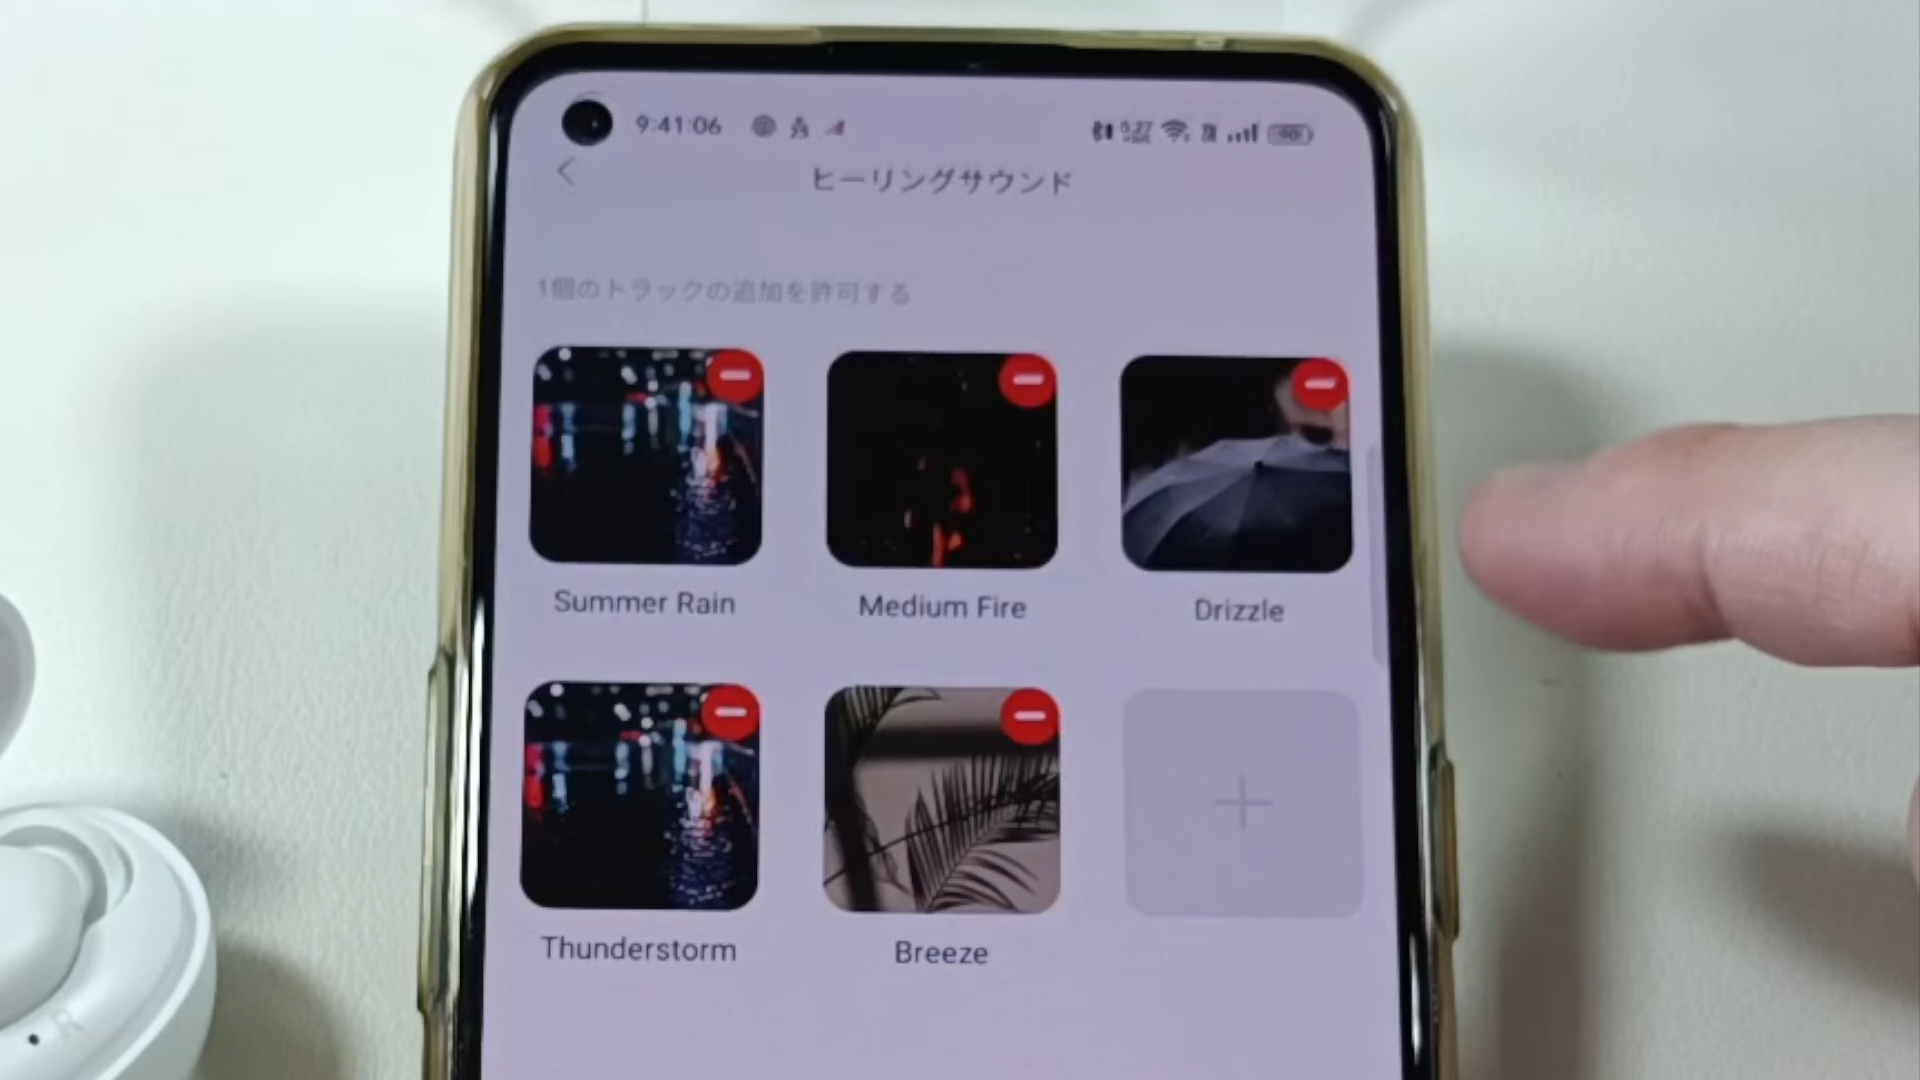 9:41:06
ヒーリングサウンド
1個のトラックの追加を許可する
Summer Rain
Medium Fire
Drizzle
Thunderstorm
Breeze
R